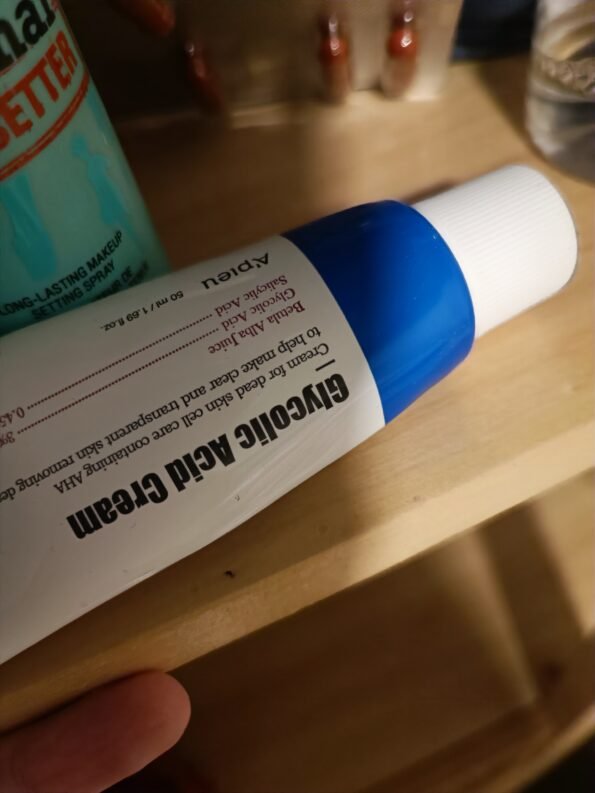 Glycolic Acid Cream
Cream for dead skin cell care containing AHA
to help make clear and transparent skin removing
Betula Alba Juice
Glycolic Acid
Salicylic Acid
50 ml / 1.69 fl.oz.
A'PIEU
SETTER
LONG-LASTING MAKEUP
SETTING SPRAY
DE